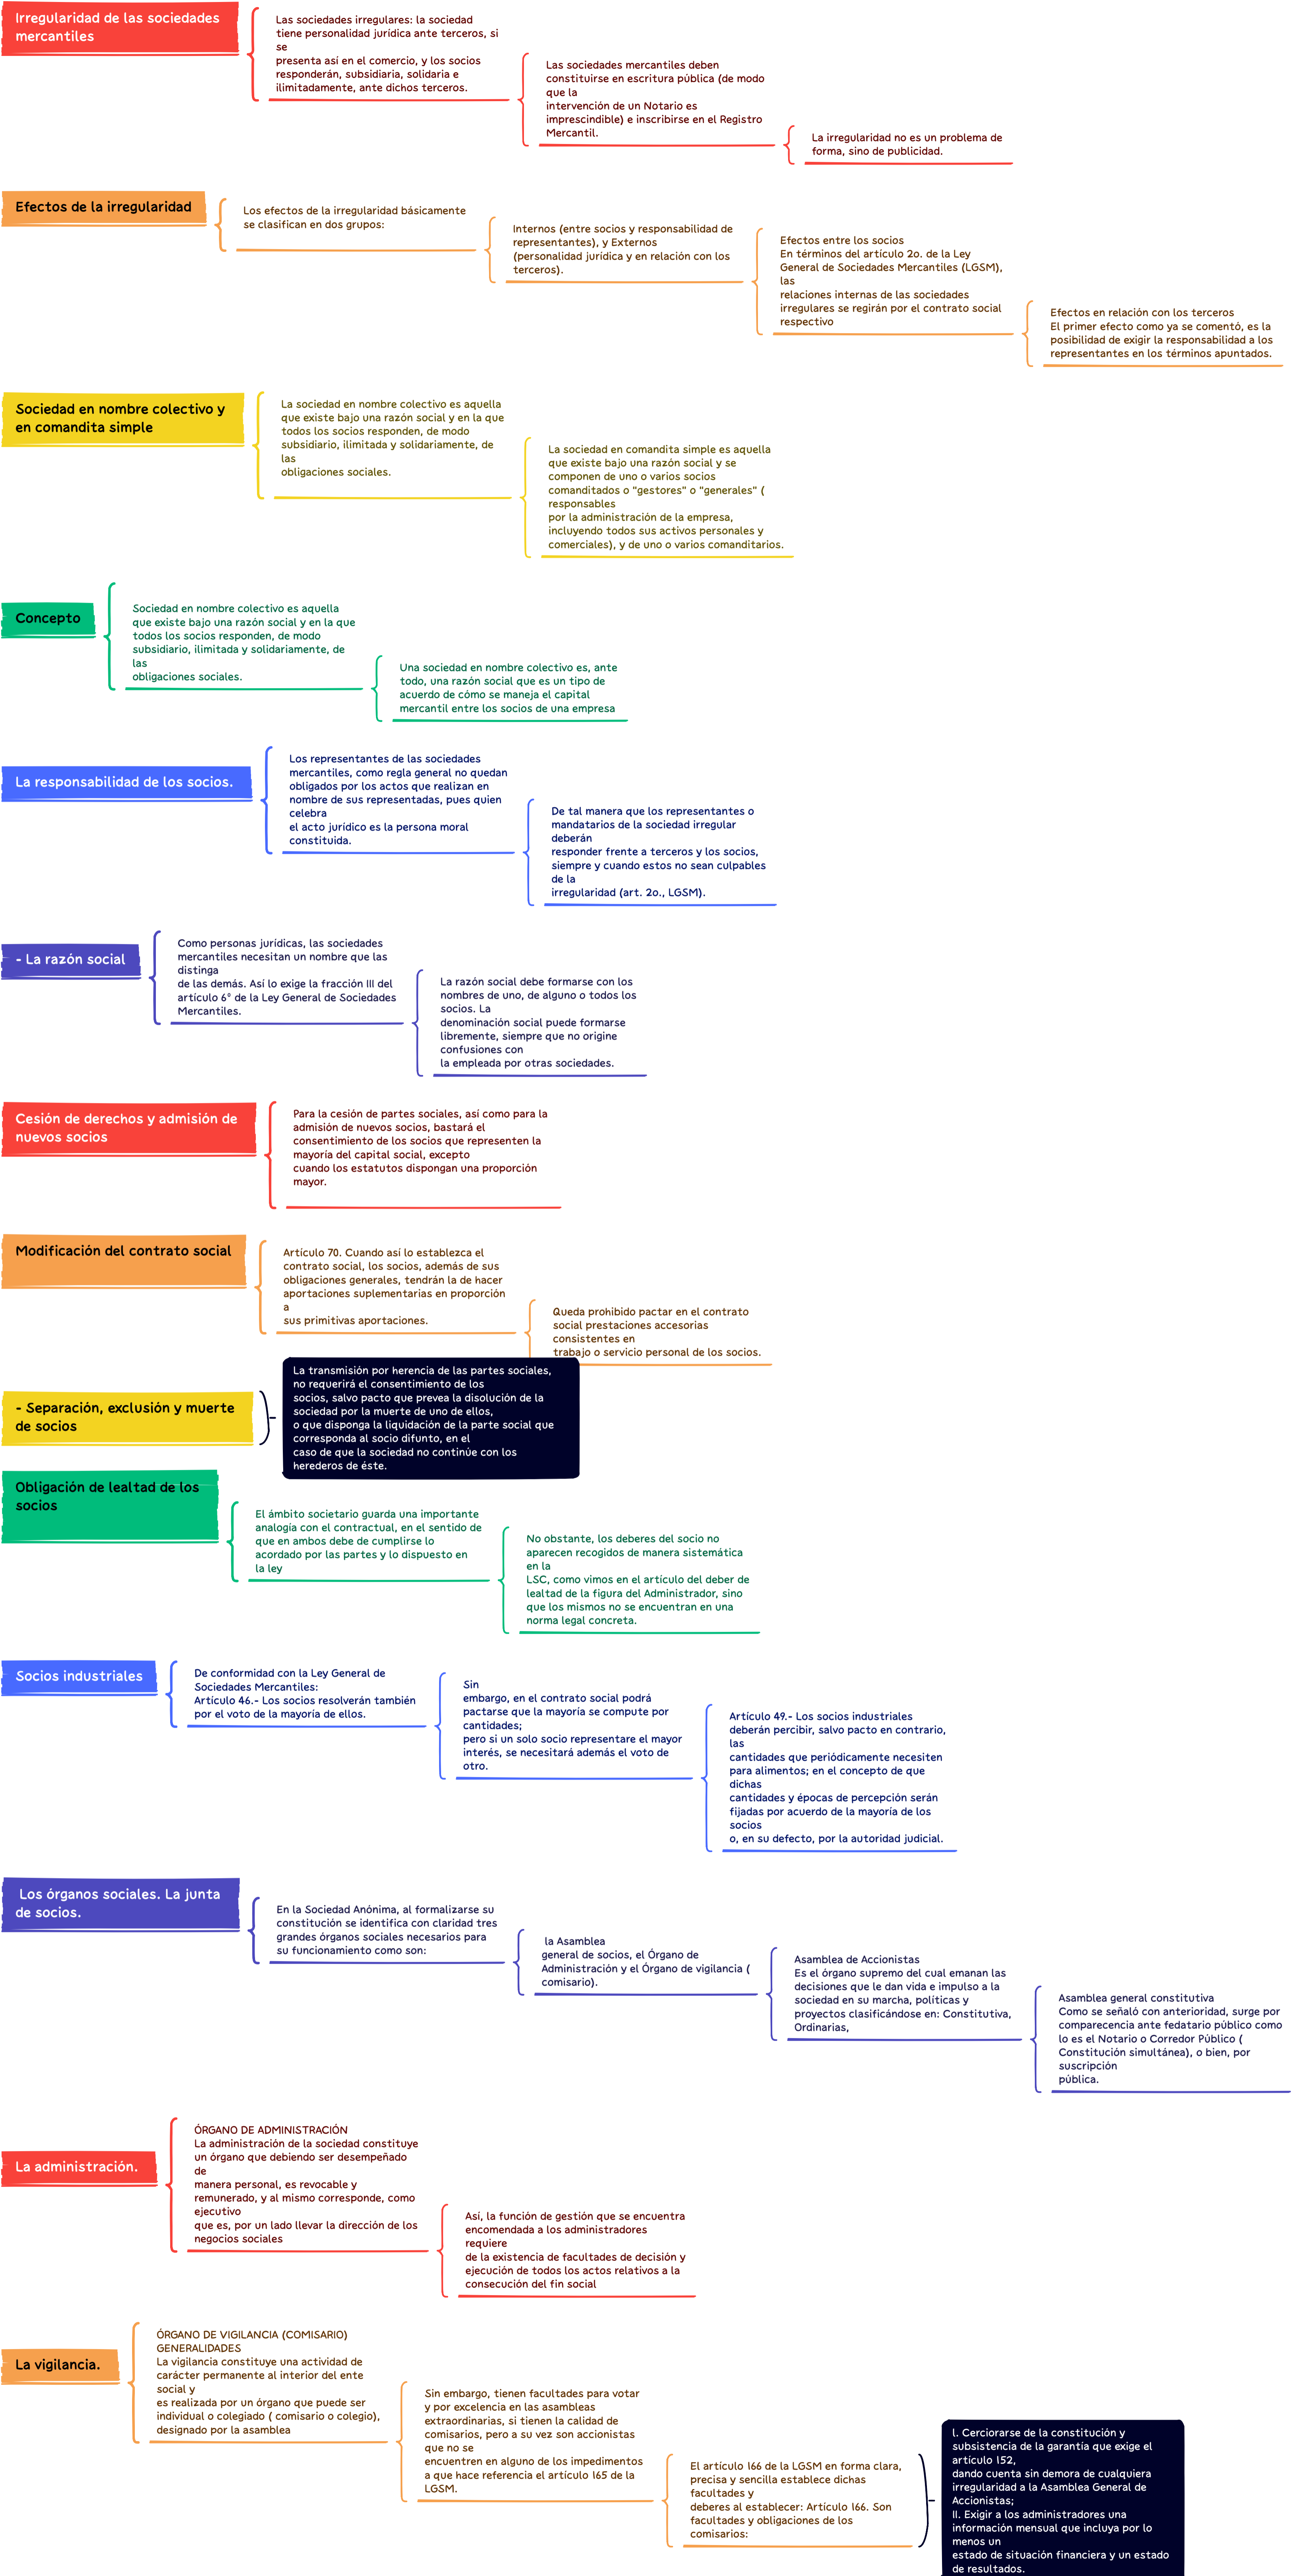 Irregularidad de las sociedades
mercantiles
Las sociedades irregulares: la sociedad
tiene personalidad jurídica ante terceros, si
se
presenta así en el comercio, y los socios
responderán, subsidiaria, solidaria e
ilimitadamente, ante dichos terceros.
Las sociedades mercantiles deben
constituirse en escritura pública (de modo
que la
intervención de un Notario es
imprescindible) e inscribirse en el Registro
Mercantil.
La irregularidad no es un problema de
forma, sino de publicidad.
Efectos de la irregularidad
Los efectos de la irregularidad básicamente
se clasifican en dos grupos:
Internos (entre socios y responsabilidad de
representantes), y Externos
(personalidad jurídica y en relación con los
terceros).
Efectos entre los socios
En términos del artículo 2o. de la Ley
General de Sociedades Mercantiles (LGSM),
las
relaciones internas de las sociedades
irregulares se regirán por el contrato social
respectivo
Efectos en relación con los terceros
El primer efecto como ya se comentó, es la
posibilidad de exigir la responsabilidad a los
representantes en los términos apuntados.
Sociedad en nombre colectivo y
en comandita simple
La sociedad en nombre colectivo es aquella
que existe bajo una razón social y en la que
todos los socios responden, de modo
subsidiario, ilimitada y solidariamente, de
las
obligaciones sociales.
La sociedad en comandita simple es aquella
que existe bajo una razón social y se
componen de uno o varios socios
comanditados o "gestores" o "generales" (
responsables
por la administración de la empresa,
incluyendo todos sus activos personales y
comerciales), y de uno o varios comanditarios.
Concepto
Sociedad en nombre colectivo es aquella
que existe bajo una razón social y en la que
todos los socios responden, de modo
subsidiario, ilimitada y solidariamente, de
las
obligaciones sociales.
Una sociedad en nombre colectivo es, ante
todo, una razón social que es un tipo de
acuerdo de cómo se maneja el capital
mercantil entre los socios de una empresa
La responsabilidad de los socios.
Los representantes de las sociedades
mercantiles, como regla general no quedan
obligados por los actos que realizan en
nombre de sus representadas, pues quien
celebra
el acto jurídico es la persona moral
constituida.
De tal manera que los representantes o
mandatarios de la sociedad irregular
deberán
responder frente a terceros y los socios,
siempre y cuando estos no sean culpables
de la
irregularidad (art. 2o., LGSM).
- La razón social
Como personas jurídicas, las sociedades
mercantiles necesitan un nombre que las
distinga
de las demás. Así lo exige la fracción III del
artículo 6° de la Ley General de Sociedades
Mercantiles.
La razón social debe formarse con los
nombres de uno, de alguno o todos los
socios. La
denominación social puede formarse
libremente, siempre que no origine
confusiones con
la empleada por otras sociedades.
Cesión de derechos y admisión de
nuevos socios
Para la cesión de partes sociales, así como para la
admisión de nuevos socios, bastará el
consentimiento de los socios que representen la
mayoría del capital social, excepto
cuando los estatutos dispongan una proporción
mayor.
Modificación del contrato social
Artículo 70. Cuando así lo establezca el
contrato social, los socios, además de sus
obligaciones generales, tendrán la de hacer
aportaciones suplementarias en proporción
a
sus primitivas aportaciones.
Queda prohibido pactar en el contrato
social prestaciones accesorias
consistentes en
trabajo o servicio personal de los socios.
- Separación, exclusión y muerte
de socios
La transmisión por herencia de las partes sociales,
no requerirá el consentimiento de los
socios, salvo pacto que prevea la disolución de la
sociedad por la muerte de uno de ellos,
o que disponga la liquidación de la parte social que
corresponda al socio difunto, en el
caso de que la sociedad no continúe con los
herederos de éste.
Obligación de lealtad de los
socios
El ámbito societario guarda una importante
analogía con el contractual, en el sentido de
que en ambos debe de cumplirse lo
acordado por las partes y lo dispuesto en
la ley
No obstante, los deberes del socio no
aparecen recogidos de manera sistemática
en la
LSC, como vimos en el artículo del deber de
lealtad de la figura del Administrador, sino
que los mismos no se encuentran en una
norma legal concreta.
Socios industriales
De conformidad con la Ley General de
Sociedades Mercantiles:
Artículo 46.- Los socios resolverán también
por el voto de la mayoría de ellos.
Sin
embargo, en el contrato social podrá
pactarse que la mayoría se compute por
cantidades;
pero si un solo socio representare el mayor
interés, se necesitará además el voto de
otro.
Artículo 49.- Los socios industriales
deberán percibir, salvo pacto en contrario,
las
cantidades que periódicamente necesiten
para alimentos; en el concepto de que
dichas
cantidades y épocas de percepción serán
fijadas por acuerdo de la mayoría de los
socios
o, en su defecto, por la autoridad judicial.
Los órganos sociales. La junta
de socios.
En la Sociedad Anónima, al formalizarse su
constitución se identifica con claridad tres
grandes órganos sociales necesarios para
su funcionamiento como son:
la Asamblea
general de socios, el Órgano de
Administración y el Órgano de vigilancia (
comisario).
Asamblea de Accionistas
Es el órgano supremo del cual emanan las
decisiones que le dan vida e impulso a la
sociedad en su marcha, políticas y
proyectos clasificándose en: Constitutiva,
Ordinarias,
Asamblea general constitutiva
Como se señaló con anterioridad, surge por
comparecencia ante fedatario público como
lo es el Notario o Corredor Público (
Constitución simultánea), o bien, por
suscripción
pública.
La administración.
ÓRGANO DE ADMINISTRACIÓN
La administración de la sociedad constituye
un órgano que debiendo ser desempeñado
de
manera personal, es revocable y
remunerado, y al mismo corresponde, como
ejecutivo
que es, por un lado llevar la dirección de los
negocios sociales
Así, la función de gestión que se encuentra
encomendada a los administradores
requiere
de la existencia de facultades de decisión y
ejecución de todos los actos relativos a la
consecución del fin social
La vigilancia.
ÓRGANO DE VIGILANCIA (COMISARIO)
GENERALIDADES
La vigilancia constituye una actividad de
carácter permanente al interior del ente
social y
es realizada por un órgano que puede ser
individual o colegiado ( comisario o colegio),
designado por la asamblea
Sin embargo, tienen facultades para votar
y por excelencia en las asambleas
extraordinarias, si tienen la calidad de
comisarios, pero a su vez son accionistas
que no se
encuentren en alguno de los impedimentos
a que hace referencia el artículo 165 de la
LGSM.
El artículo 166 de la LGSM en forma clara,
precisa y sencilla establece dichas
facultades y
deberes al establecer: Articulo 166. Son
facultades y obligaciones de los
comisarios:
l. Cerciorarse de la constitución y
subsistencia de la garantía que exige el
artículo 152,
dando cuenta sin demora de cualquiera
irregularidad a la Asamblea General de
Accionistas;
II. Exigir a los administradores una
información mensual que incluya por lo
menos un
estado de situación financiera y un estado
de resultados.